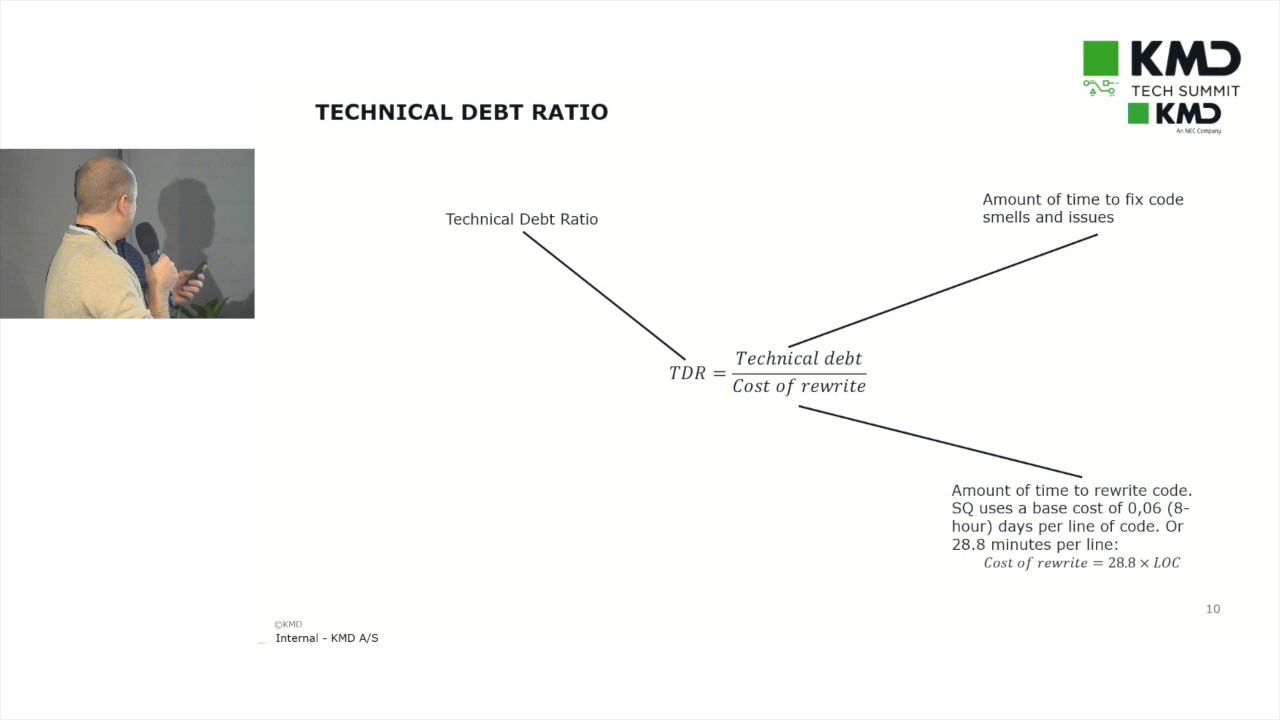 KMD
TECH SUMMIT
KMD
An NEC Company
TECHNICAL DEBT RATIO
Technical Debt Ratio
Amount of time to fix code
smells and issues
TDR = Technical debt / Cost of rewrite
Amount of time to rewrite code.
SQ uses a base cost of 0,06 (8-
hour) days per line of code. Or
28.8 minutes per line:
Cost of rewrite = 28.8 × LOC
10
©KMD
Internal - KMD A/S